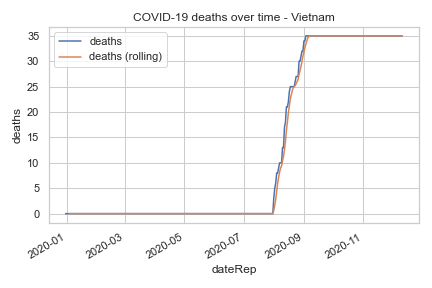 COVID-19 deaths over time - Vietnam
deaths
deaths (rolling)
35
30
25
20
15
10
5
0
deaths
2020-01
2020-03
2020-05
2020-07
2020-09
2020-11
dateRep